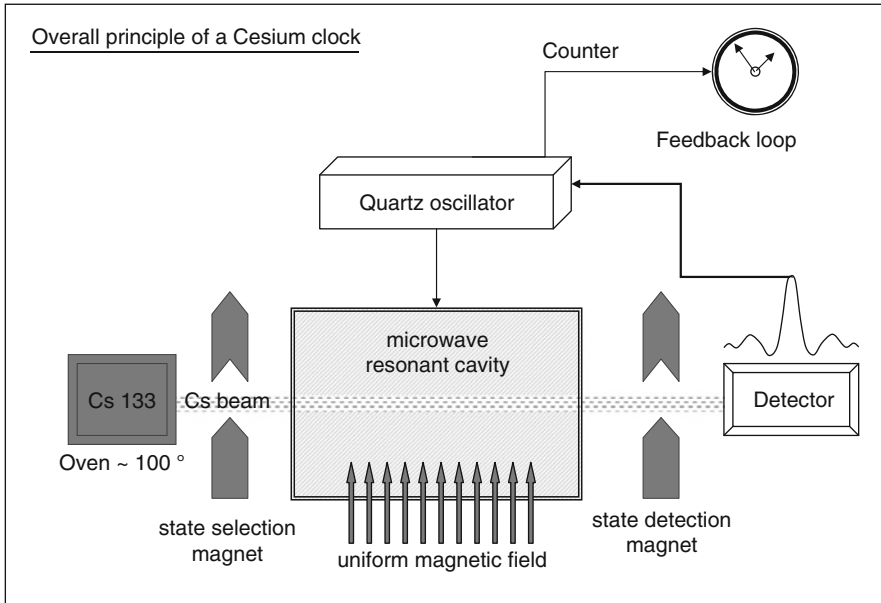 Overall principle of a Cesium clock
Counter
Feedback loop
Quartz oscillator
microwave
resonant cavity
Cs 133
Cs beam
Detector
Oven ~ 100 °
state selection
magnet
uniform magnetic field
state detection
magnet